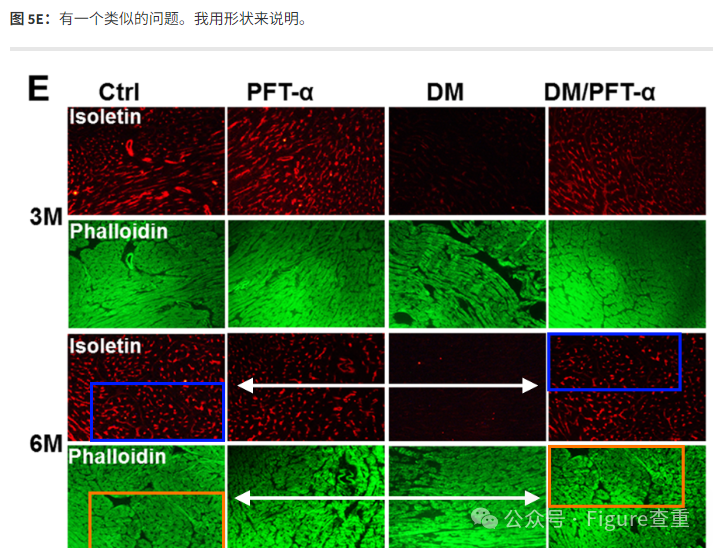 图 5E：有一个类似的问题。我用形状来说明。
E
Ctrl PFT-α DM DM/PFT-α
Isoletin
3M
Phalloidin
Isoletin
6M
Phalloidin
公众号 · Figure查重